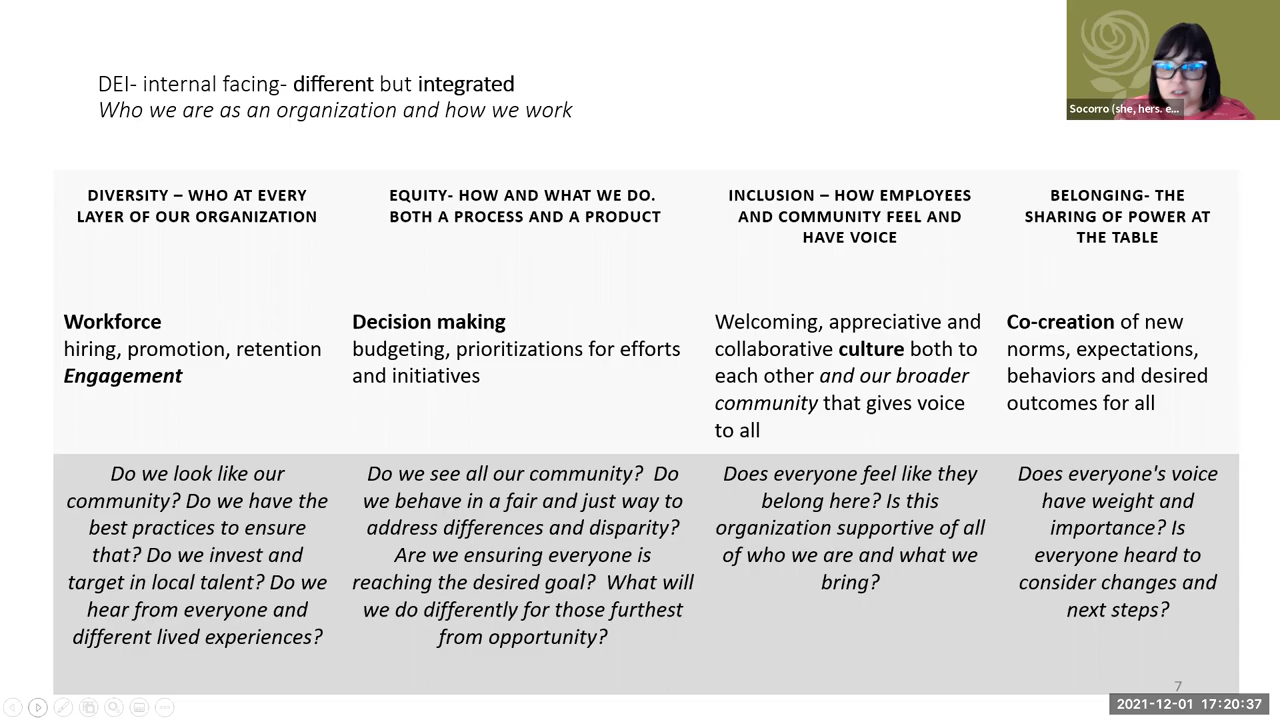 DEI- internal facing- different but integrated
Who we are as an organization and how we work
Socorro (she, hers. e...
DIVERSITY – WHO AT EVERY
LAYER OF OUR ORGANIZATION
EQUITY- HOW AND WHAT WE DO.
BOTH A PROCESS AND A PRODUCT
INCLUSION – HOW EMPLOYEES
AND COMMUNITY FEEL AND
HAVE VOICE
BELONGING- THE
SHARING OF POWER AT
THE TABLE
Workforce
hiring, promotion, retention
Engagement
Decision making
budgeting, prioritizations for efforts
and initiatives
Welcoming, appreciative and
collaborative culture both to
each other and our broader
community that gives voice
to all
Co-creation of new
norms, expectations,
behaviors and desired
outcomes for all
Do we look like our
community? Do we have the
best practices to ensure
that? Do we invest and
target in local talent? Do we
hear from everyone and
different lived experiences?
Do we see all our community? Do
we behave in a fair and just way to
address differences and disparity?
Are we ensuring everyone is
reaching the desired goal? What will
we do differently for those furthest
from opportunity?
Does everyone feel like they
belong here? Is this
organization supportive of all
of who we are and what we
bring?
Does everyone's voice
have weight and
importance? Is
everyone heard to
consider changes and
next steps?
7
2021-12-01 17:20:37